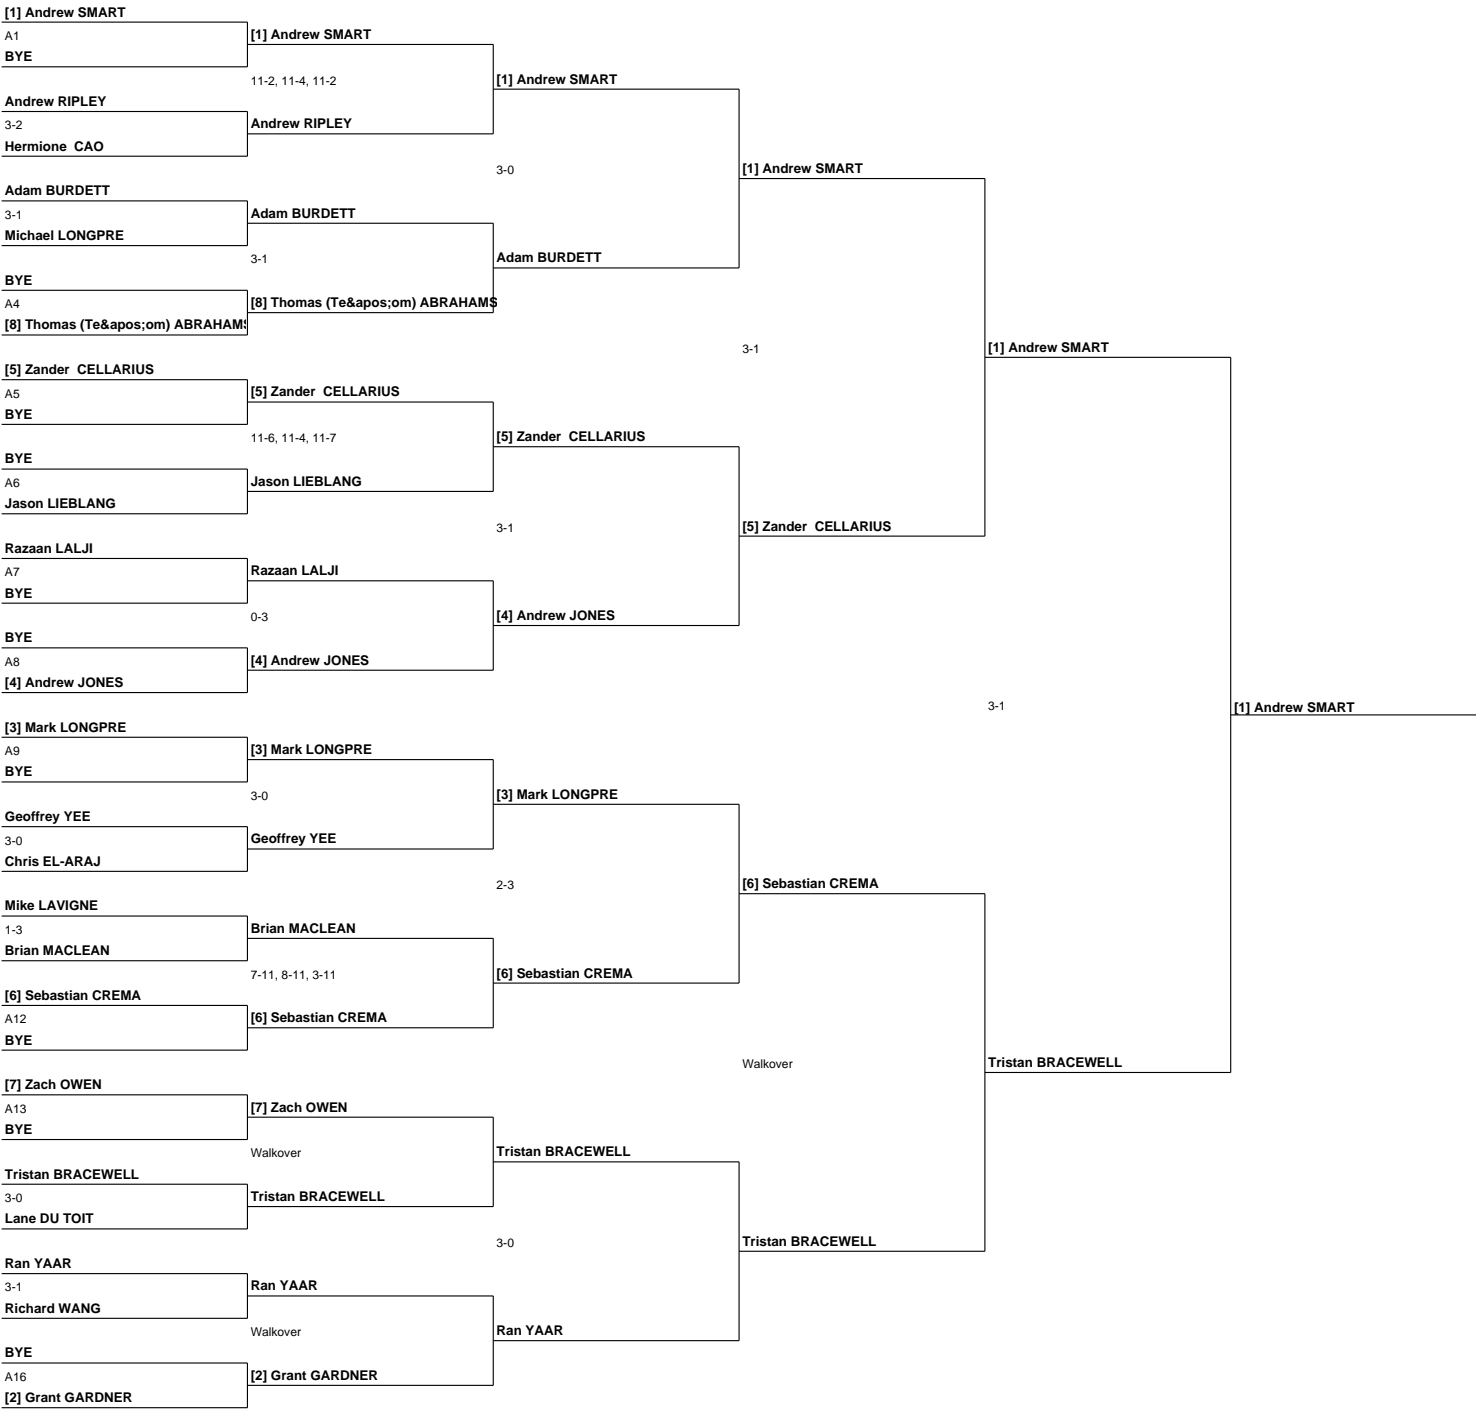 [1] Andrew SMART
A1
BYE
Andrew RIPLEY
3-2
Hermione  CAO
Adam BURDETT
3-1
Michael LONGPRE
BYE
A4
[8] Thomas (Te&apos;om) ABRAHAMS
[5] Zander  CELLARIUS
A5
BYE
BYE
A6
Jason LIEBLANG
Razaan LALJI
A7
BYE
BYE
A8
[4] Andrew JONES
[3] Mark LONGPRE
A9
BYE
Geoffrey YEE
3-0
Chris EL-ARAJ
Mike LAVIGNE
1-3
Brian MACLEAN
[6] Sebastian CREMA
A12
BYE
[7] Zach OWEN
A13
BYE
Tristan BRACEWELL
3-0
Lane DU TOIT
Ran YAAR
3-1
Richard WANG
BYE
A16
[2] Grant GARDNER
[1] Andrew SMART
11-2, 11-4, 11-2
Andrew RIPLEY
Adam BURDETT
3-1
[8] Thomas (Te&apos;om) ABRAHAMS
[5] Zander  CELLARIUS
11-6, 11-4, 11-7
Jason LIEBLANG
Razaan LALJI
0-3
[4] Andrew JONES
[3] Mark LONGPRE
3-0
Geoffrey YEE
Brian MACLEAN
7-11, 8-11, 3-11
[6] Sebastian CREMA
[7] Zach OWEN
Walkover
Tristan BRACEWELL
Ran YAAR
Walkover
[2] Grant GARDNER
[1] Andrew SMART
3-0
Adam BURDETT
[5] Zander  CELLARIUS
3-1
[4] Andrew JONES
[3] Mark LONGPRE
2-3
[6] Sebastian CREMA
Tristan BRACEWELL
3-0
Ran YAAR
[1] Andrew SMART
3-1
[5] Zander  CELLARIUS
[6] Sebastian CREMA
Walkover
Tristan BRACEWELL
[1] Andrew SMART
3-1
Tristan BRACEWELL
[1] Andrew SMART